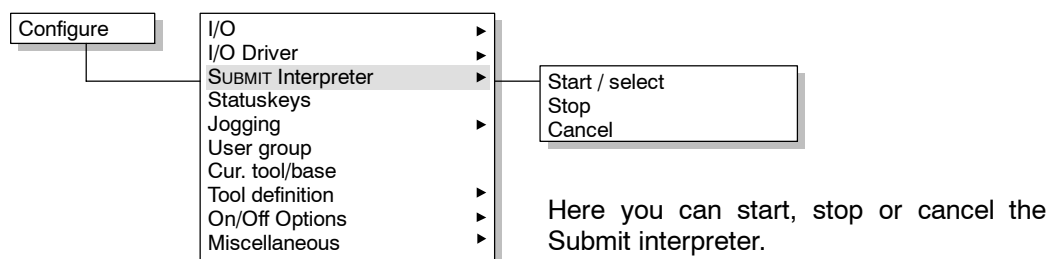 Configure
I/O
I/O Driver
SUBMIT Interpreter
Statuskeys
Jogging
User group
Cur. tool/base
Tool definition
On/Off Options
Miscellaneous
Start / select
Stop
Cancel
Here you can start, stop or cancel the
Submit interpreter.